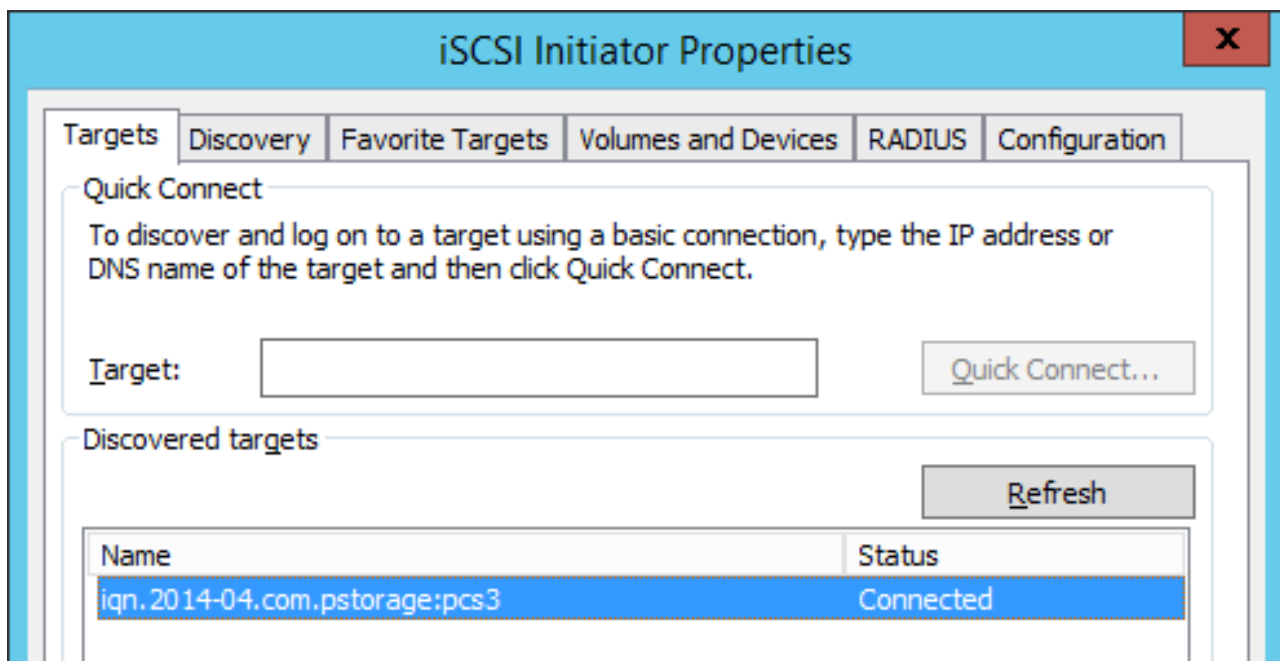 iSCSI Initiator Properties
x
Targets Discovery Favorite Targets Volumes and Devices RADIUS Configuration
Quick Connect
To discover and log on to a target using a basic connection, type the IP address or
DNS name of the target and then click Quick Connect.
Target: Quick Connect...
Discovered targets
Refresh
Name Status
iqn.2014-04.com.pstorage:pcs3 Connected